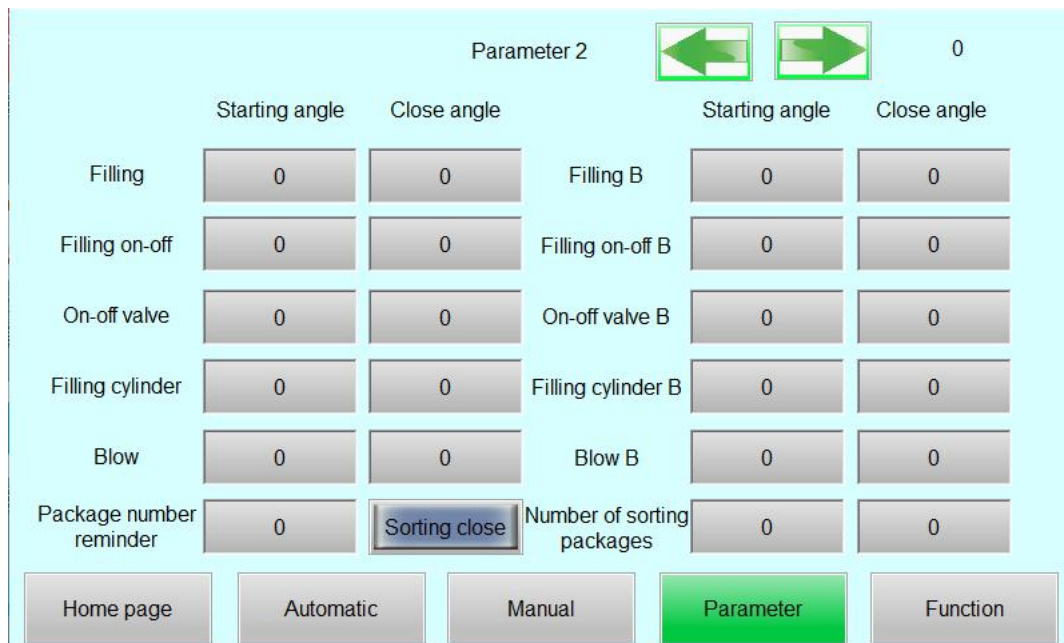 Parameter 2 0
Starting angle Close angle Starting angle Close angle
Filling 0 0 Filling B 0 0
Filling on-off 0 0 Filling on-off B 0 0
On-off valve 0 0 On-off valve B 0 0
Filling cylinder 0 0 Filling cylinder B 0 0
Blow 0 0 Blow B 0 0
Package number
reminder
0 Sorting close
Number of sorting
packages
0 0
Home page Automatic Manual Parameter Function